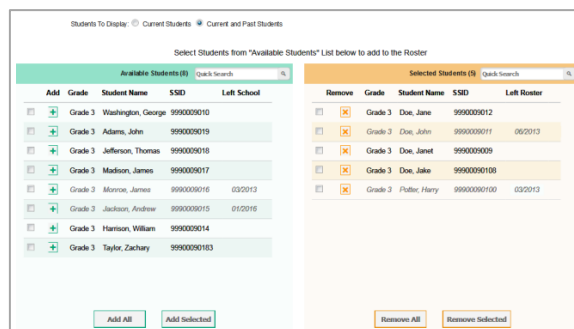 Students To Display: Current Students Current and Past Students
Select Students from "Available Students" List below to add to the Roster
Available Students (8) Quick Search
Add Grade Student Name SSID Left School
Grade 3 Washington, George 9990009010
Grade 3 Adams, John 9990009019
Grade 3 Jefferson, Thomas 9990009018
Grade 3 Madison, James 9990009017
Grade 3 Monroe, James 9990009016 03/2013
Grade 3 Jackson, Andrew 9990009015 01/2016
Grade 3 Harrison, William 9990009014
Grade 3 Taylor, Zachary 99900090183
Add All Add Selected
Selected Students (5) Quick Search
Remove Grade Student Name SSID Left Roster
Grade 3 Doe, Jane 9990009012
Grade 3 Doe, John 9990009011 06/2013
Grade 3 Doe, Janet 9990009009
Grade 3 Doe, Jake 99900090108
Grade 3 Potter, Harry 99900090100 03/2013
Remove All Remove Selected